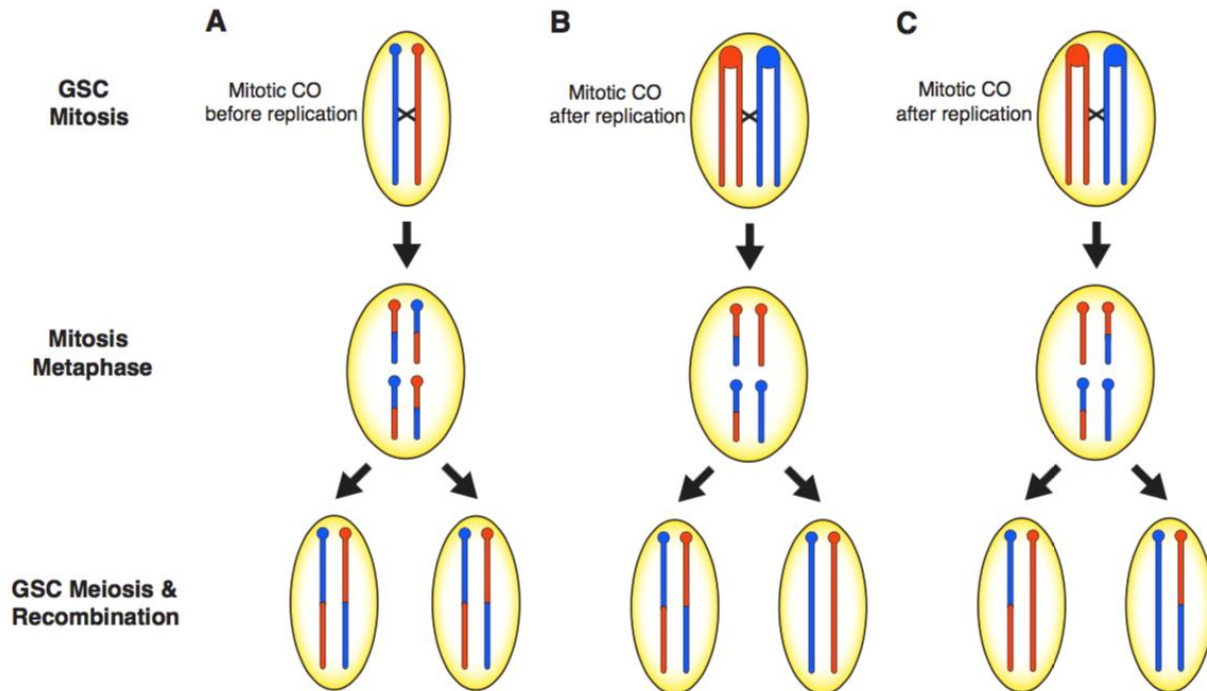 A
B
C
GSC
Mitosis
Mitotic CO
before replication
Mitotic CO
after replication
Mitotic CO
after replication
Mitosis
Metaphase
GSC Meiosis &
Recombination